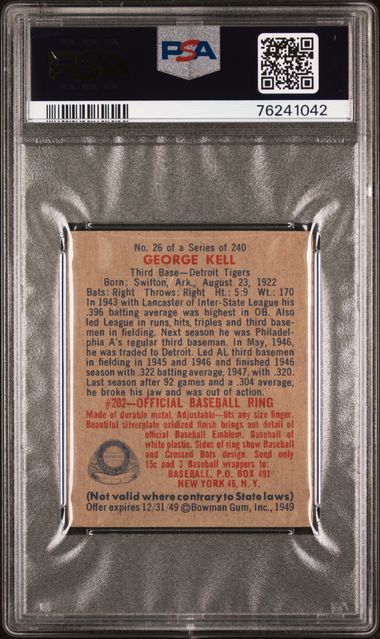 PSA
PSA
76241042
No. 26 of a Series of 240
GEORGE KELL
Third Base—Detroit Tigers
Born: Swifton, Ark., August 23, 1922
Bats: Right Throws: Right Ht.: 5:9 Wt.: 170
In 1943 with Lancaster of Inter-State League his
.396 batting average was highest in OB. Also
led League in runs, hits, triples and third base-
men in fielding. Next season he was Philadel-
phia A's regular third baseman. In May, 1946,
he was traded to Detroit. Led AL third basemen
in fielding in 1945 and 1946 and finished 1946
season with .322 batting average, 1947, with .320.
Last season after 92 games and a .304 average,
he broke his jaw and was out of action.
#202—OFFICIAL BASEBALL RING
Made of durable metal. Adjustable—fits any size finger.
Beautiful silverplate oxidized finish brings out detail of
official Baseball Emblem. Baseball of
white plastic. Sides of ring show Baseball
and Crossed Bats design. Send only
15c and 3 Baseball wrappers to:
BASEBALL, P.O. BOX 491
NEW YORK 46, N. Y.
(Not valid where contrary to State laws)
Offer expires 12/31/49 ©Bowman Gum, Inc., 1949